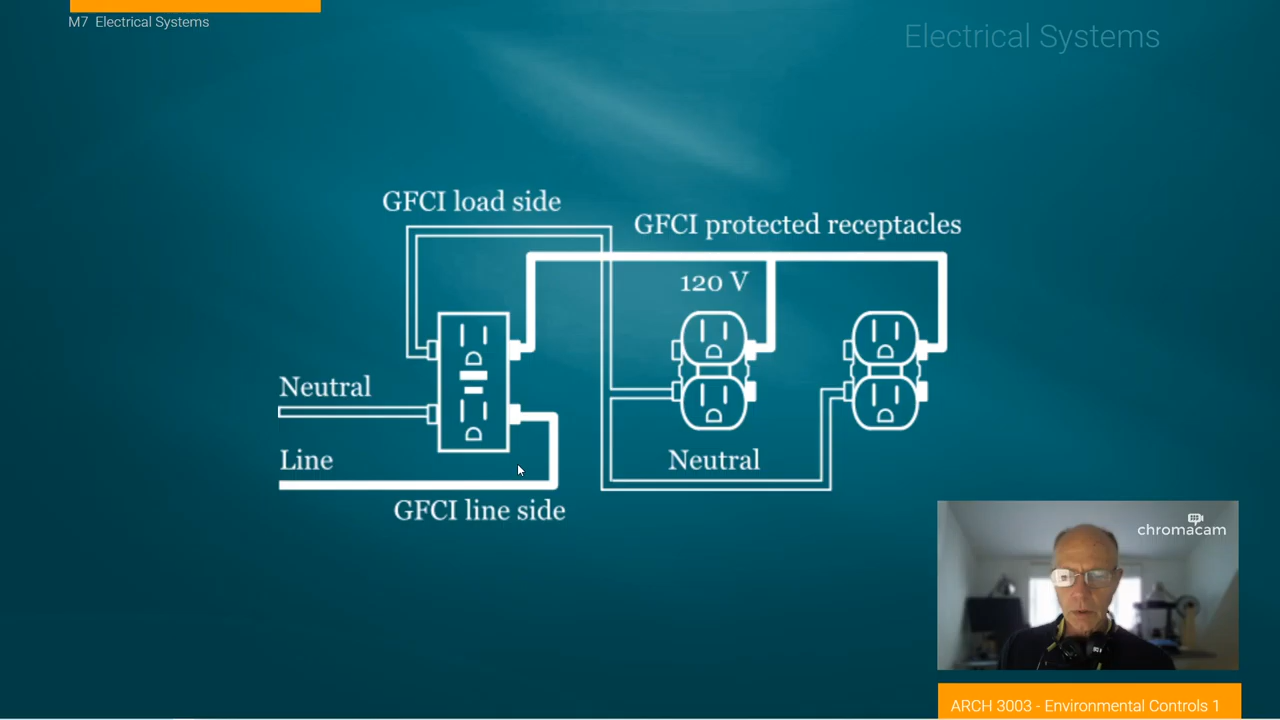 M7 Electrical Systems
Electrical Systems
GFCI load side
GFCI protected receptacles
120 V
Neutral
Line
Neutral
GFCI line side
chromacam
ARCH 3003 - Environmental Controls 1